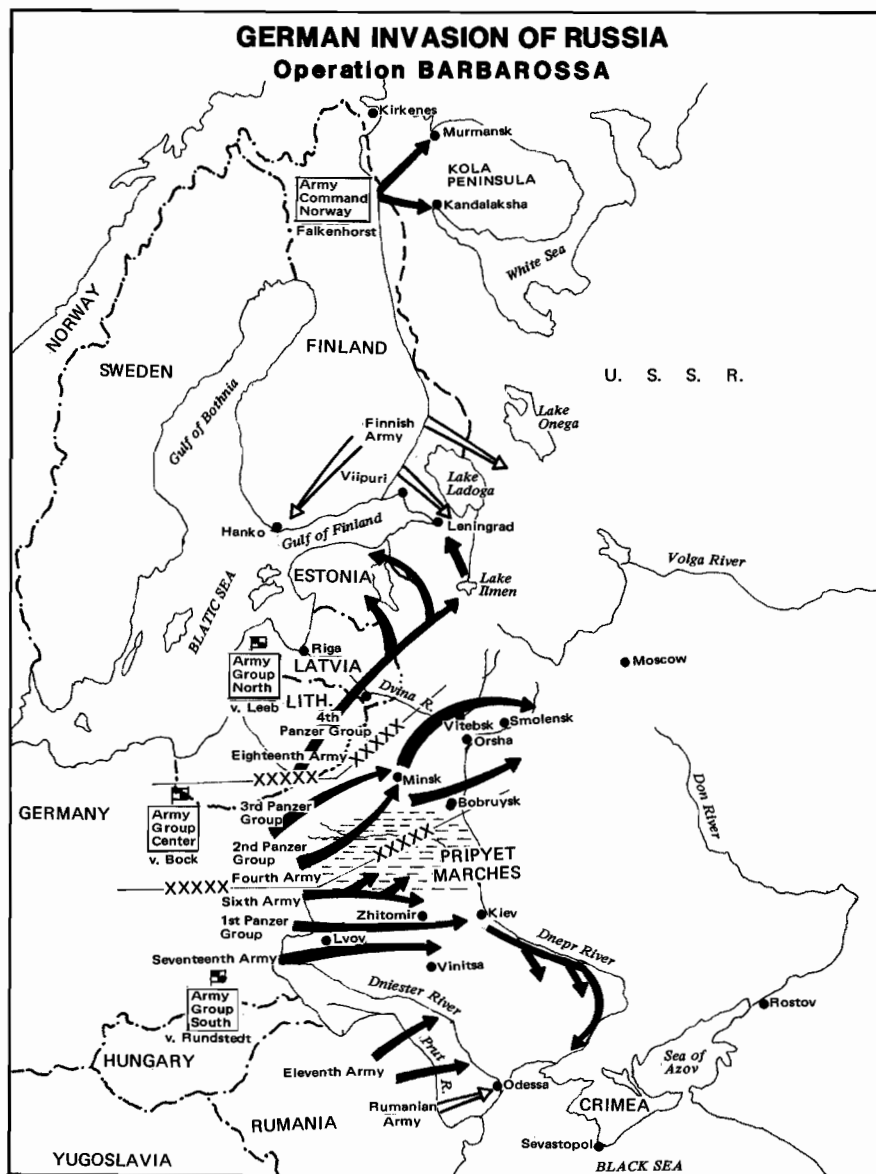 GERMAN INVASION OF RUSSIA
Operation BARBAROSSA
Kirkenes
Murmansk
KOLA
PENINSULA
Army
Command
Norway
Falkenhorst
Kandalaksha
White Sea
NORWAY
SWEDEN
FINLAND
U. S. S. R.
Gulf of Bothnia
Finnish
Army
Lake
Onega
Viipuri
Lake
Ladoga
Hanko
Gulf of Finland
Leningrad
Volga River
ESTONIA
Lake
Ilmen
BLATIC SEA
Riga
LATVIA
Moscow
Army
Group
North
v. Leeb
LITH.
Dvina R.
4th
Panzer Group
Vitebsk
Smolensk
Orsha
Eighteenth Army
XXXXX
XXXXX
Minsk
GERMANY
Army
Group
Center
v. Bock
3rd Panzer
Group
Bobruysk
Don River
2nd Panzer
Group
XXXXX
PRIPYET
MARCHES
Fourth Army
XXXXX
Sixth Army
1st Panzer
Group
Zhitomir
Kiev
Lvov
Dnepr River
Seventeenth Army
Vinitsa
Army
Group
South
v. Rundstedt
Dniester River
Rostov
HUNGARY
Prut R.
Eleventh Army
Sea of
Azov
Odessa
Rumanian
Army
CRIMEA
RUMANIA
Sevastopol
YUGOSLAVIA
BLACK SEA